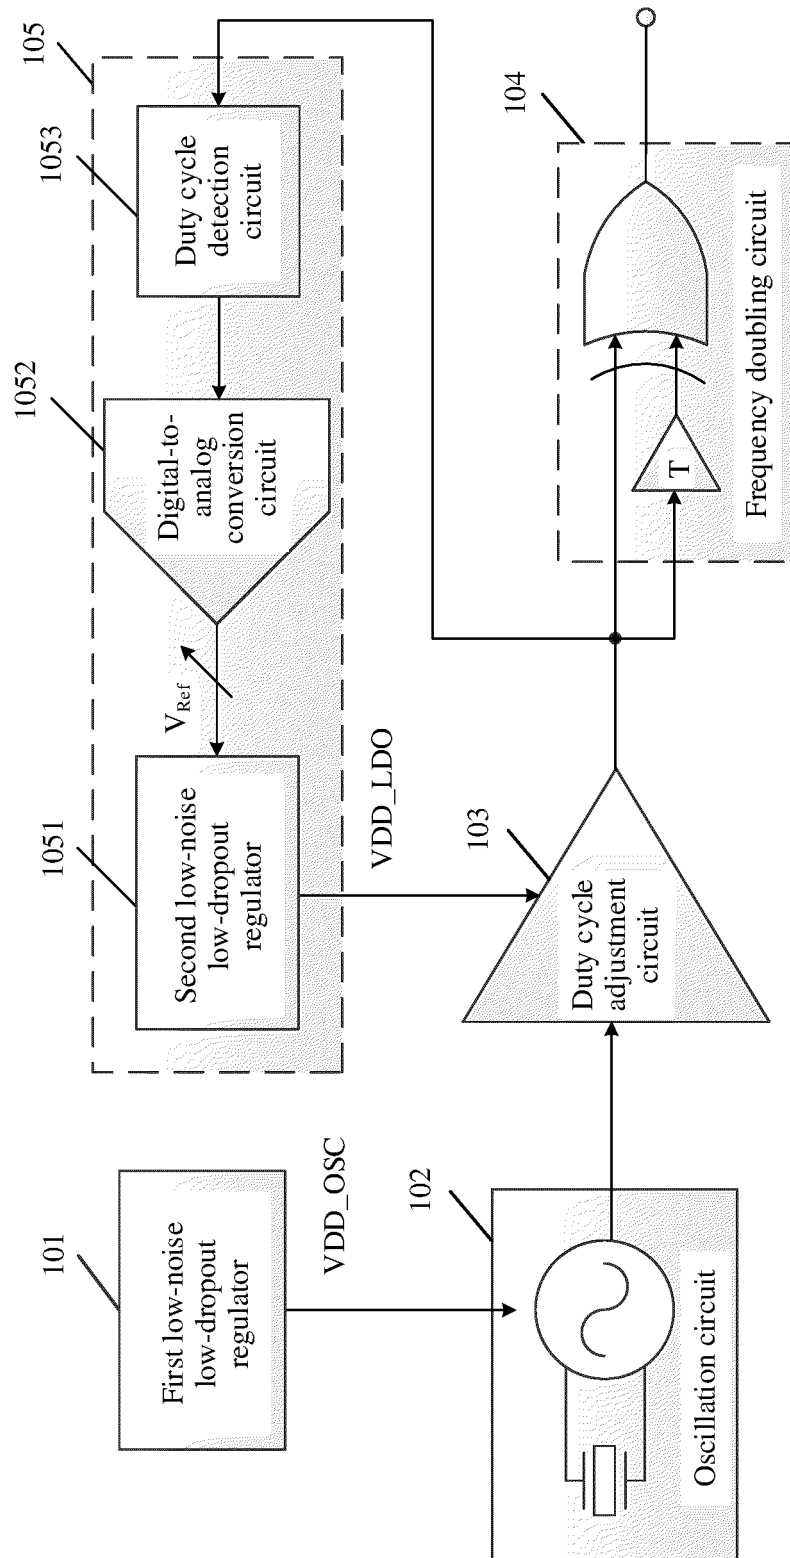 101
First low-noise
low-dropout
regulator
VDD_OSC
102
Oscillation circuit
105
1051
Second low-noise
low-dropout
regulator
VRef
1052
Digital-to-
analog
conversion
circuit
1053
Duty cycle
detection
circuit
VDD_LDO
103
Duty cycle
adjustment
circuit
104
T
Frequency doubling circuit